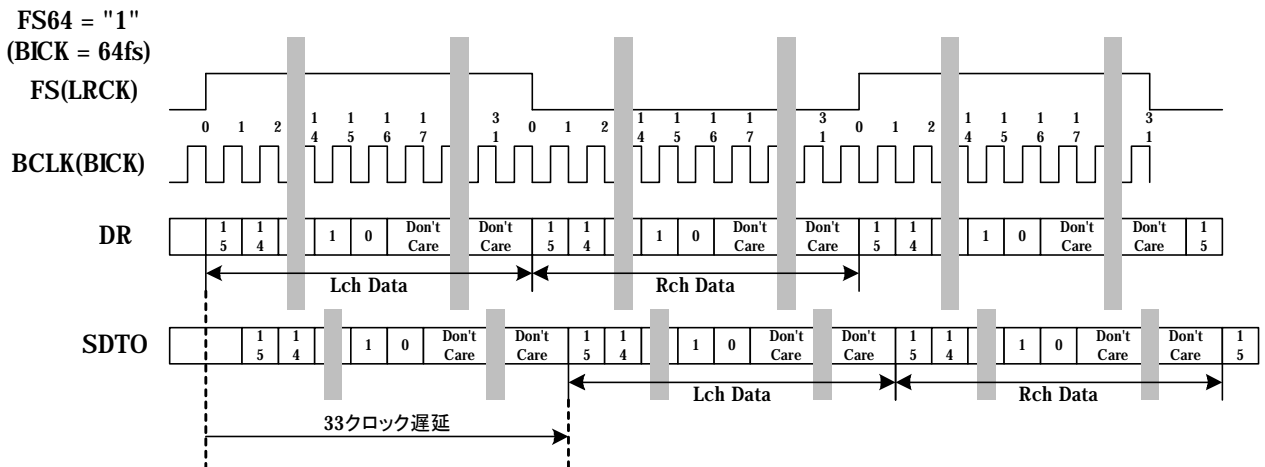 FS64 = "1"
(BICK = 64fs)
FS(LRCK)
0 1 2 14 15 16 17 31 0 1 2 14 15 16 17 31 0 1 2 14 15 16 17 31
BCLK(BICK)
DR 15 14 1 0 Don't Care Don't Care 15 14 1 0 Don't Care Don't Care 15 14 1 0 Don't Care Don't Care 15
Lch Data Rch Data
SDTO 15 14 1 0 Don't Care Don't Care 15 14 1 0 Don't Care Don't Care 15 14 1 0 Don't Care Don't Care 15
Lch Data Rch Data
33クロック遅延